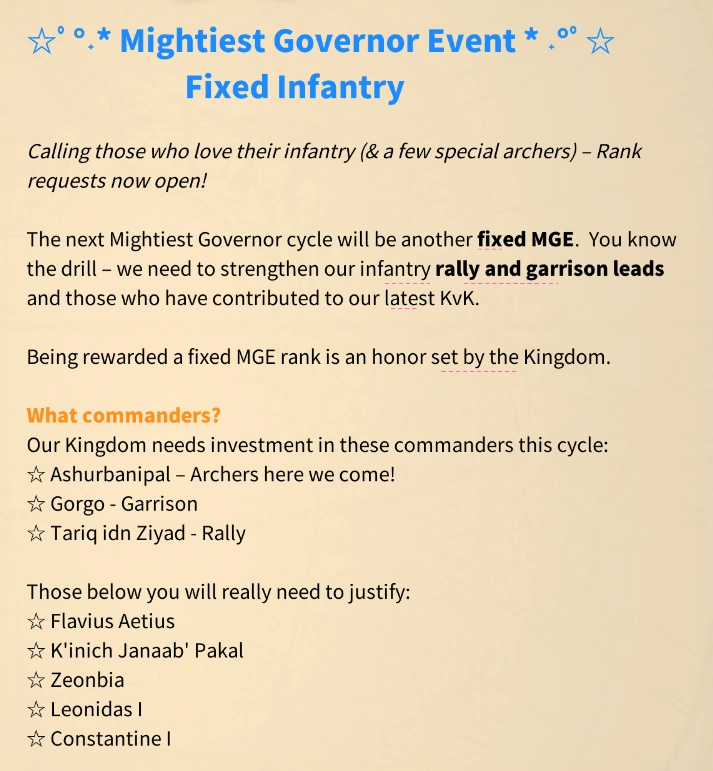 ☆˚ °˖* Mightiest Governor Event * ˖°˚ ☆
Fixed Infantry
Calling those who love their infantry (& a few special archers) – Rank
requests now open!
The next Mightiest Governor cycle will be another fixed MGE.  You know
the drill – we need to strengthen our infantry rally and garrison leads
and those who have contributed to our latest KvK.
Being rewarded a fixed MGE rank is an honor set by the Kingdom.
What commanders?
Our Kingdom needs investment in these commanders this cycle:
☆ Ashurbanipal – Archers here we come!
☆ Gorgo - Garrison
☆ Tariq idn Ziyad - Rally
Those below you will really need to justify:
☆ Flavius Aetius
☆ K'inich Janaab' Pakal
☆ Zeonbia
☆ Leonidas I
☆ Constantine I